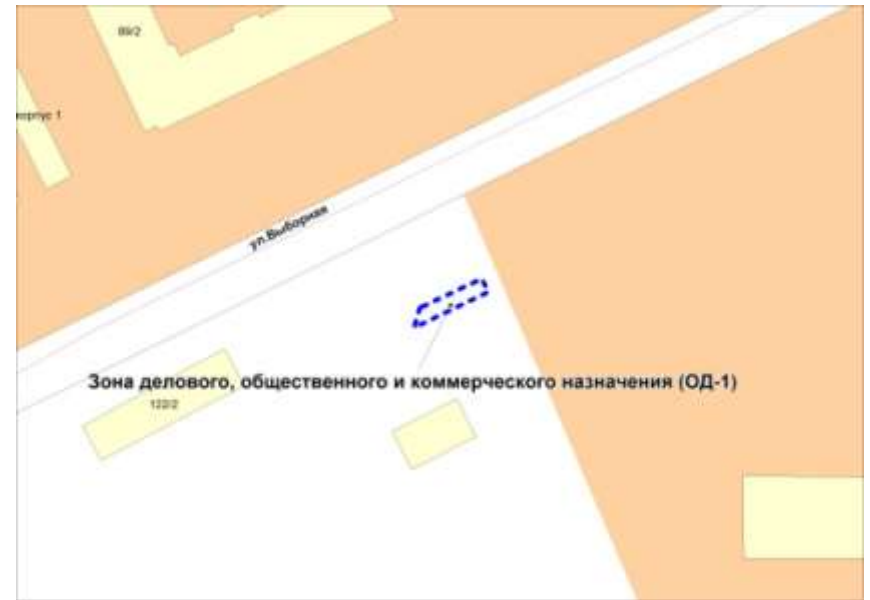 89/2
корпус 1
ул.Выборная
Зона делового, общественного и коммерческого назначения (ОД-1)
122/2